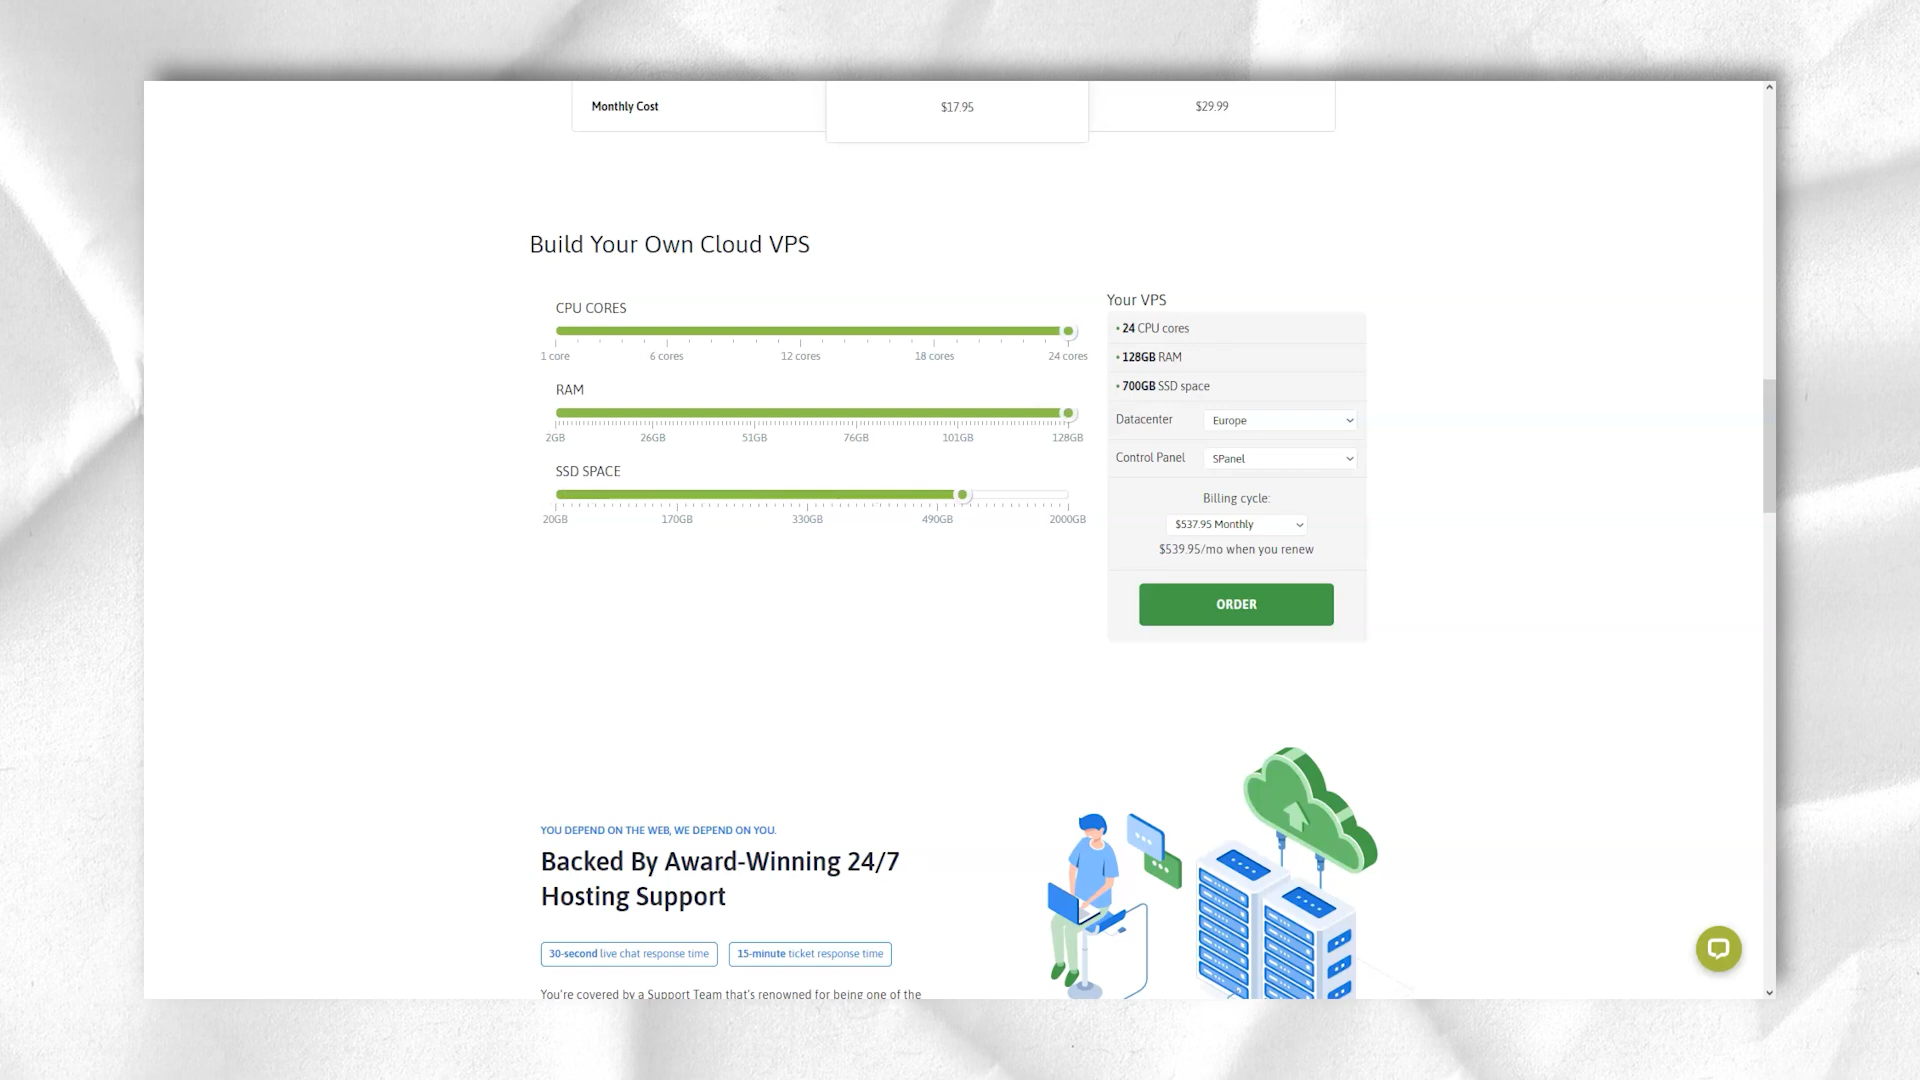 Monthly Cost $17.95 $29.99
Build Your Own Cloud VPS
CPU CORES
1 core 6 cores 12 cores 18 cores 24 cores
RAM
2GB 26GB 51GB 76GB 101GB 128GB
SSD SPACE
20GB 170GB 330GB 490GB 2000GB
Your VPS
• 24 CPU cores
• 128GB RAM
• 700GB SSD space
Datacenter Europe
Control Panel SPanel
Billing cycle:
$537.95 Monthly
$539.95/mo when you renew
ORDER
YOU DEPEND ON THE WEB, WE DEPEND ON YOU.
Backed By Award-Winning 24/7
Hosting Support
30-second live chat response time 15-minute ticket response time
You're covered by a Support Team that's renowned for being one of the